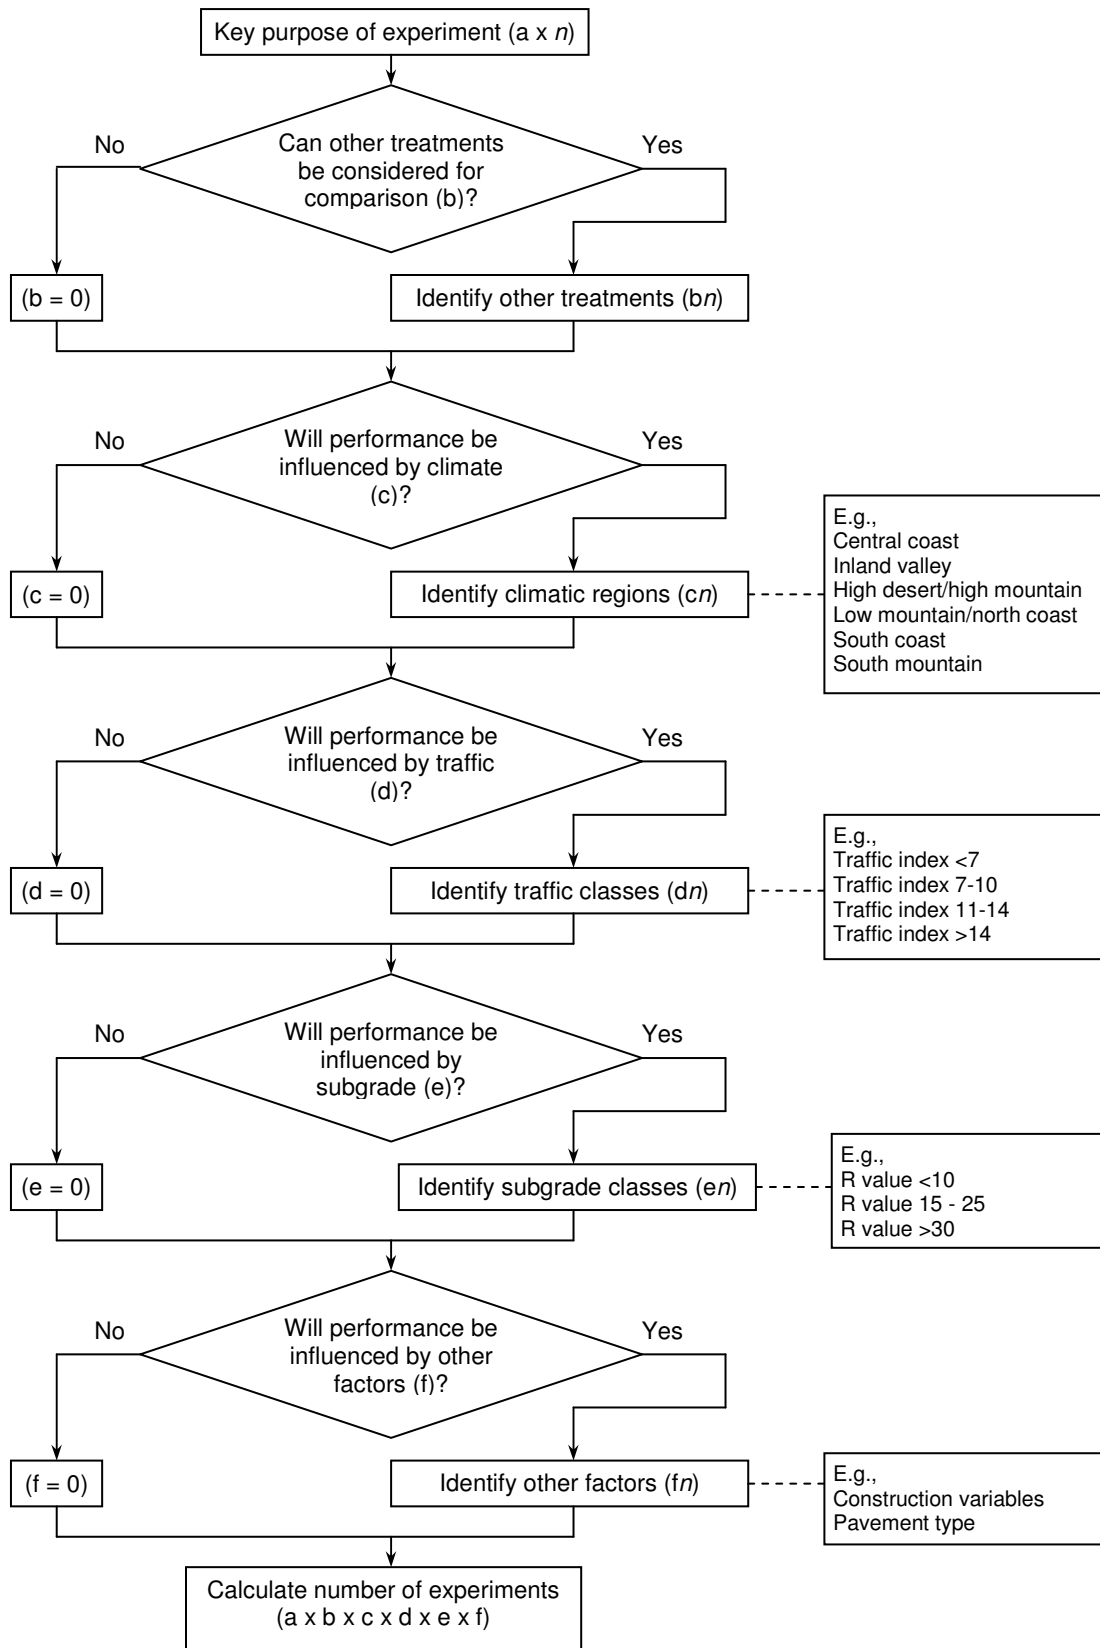 Key purpose of experiment (a x n)
Can other treatments
be considered for
comparison (b)?
No
Yes
(b = 0)
Identify other treatments (bn)
Will performance be
influenced by climate
(c)?
No
Yes
(c = 0)
Identify climatic regions (cn)
E.g.,
Central coast
Inland valley
High desert/high mountain
Low mountain/north coast
South coast
South mountain
Will performance be
influenced by traffic
(d)?
No
Yes
(d = 0)
Identify traffic classes (dn)
E.g.,
Traffic index <7
Traffic index 7-10
Traffic index 11-14
Traffic index >14
Will performance be
influenced by
subgrade (e)?
No
Yes
(e = 0)
Identify subgrade classes (en)
E.g.,
R value <10
R value 15 - 25
R value >30
Will performance be
influenced by other
factors (f)?
No
Yes
(f = 0)
Identify other factors (fn)
E.g.,
Construction variables
Pavement type
Calculate number of experiments
(a x b x c x d x e x f)